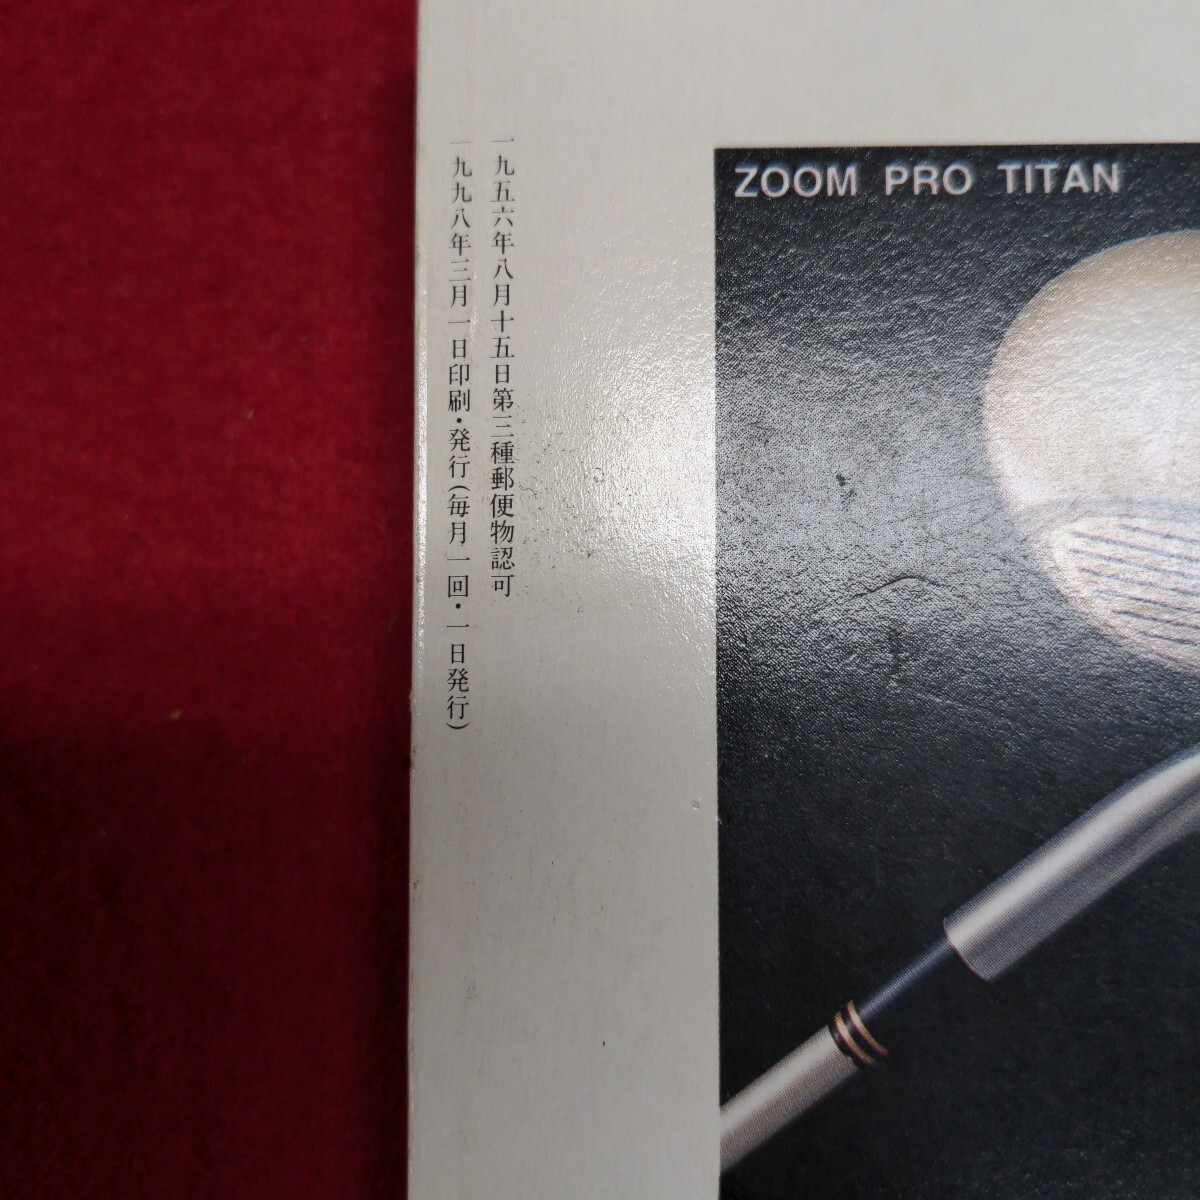 一九五六年八月十五日第三種郵便物認可
一九九八年三月一日印刷・発行(毎月一回・一日発行)
ZOOM PRO TITAN